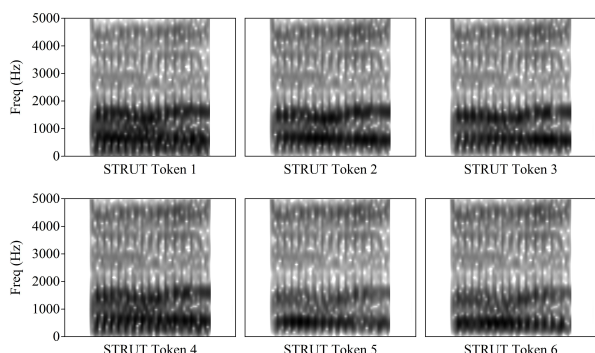 5000
4000
3000
2000
1000
0
Freq (Hz)
STRUT Token 1
STRUT Token 2
STRUT Token 3
5000
4000
3000
2000
1000
0
Freq (Hz)
STRUT Token 4
STRUT Token 5
STRUT Token 6